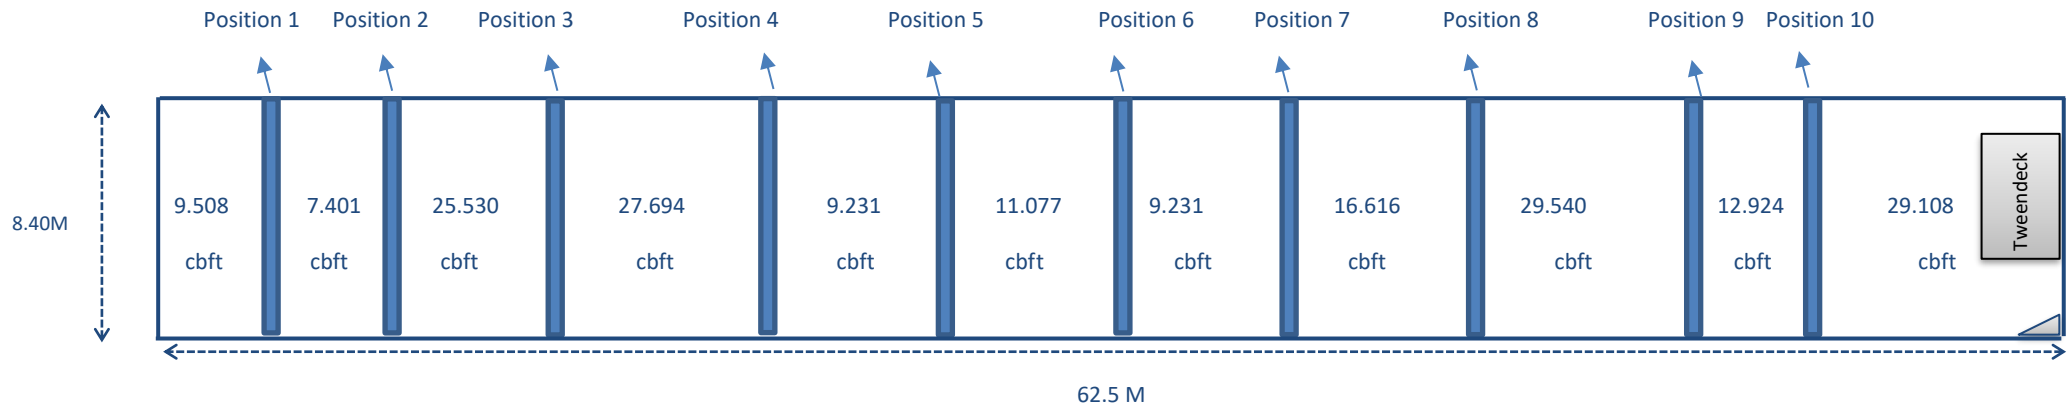 Position 1 Position 2 Position 3 Position 4 Position 5 Position 6 Position 7 Position 8 Position 9 Position 10
8.40M
9.508 7.401 25.530 27.694 9.231 11.077 9.231 16.616 29.540 12.924 29.108
cbft cbft cbft cbft cbft cbft cbft cbft cbft cbft cbft
Tweendeck
62.5 M